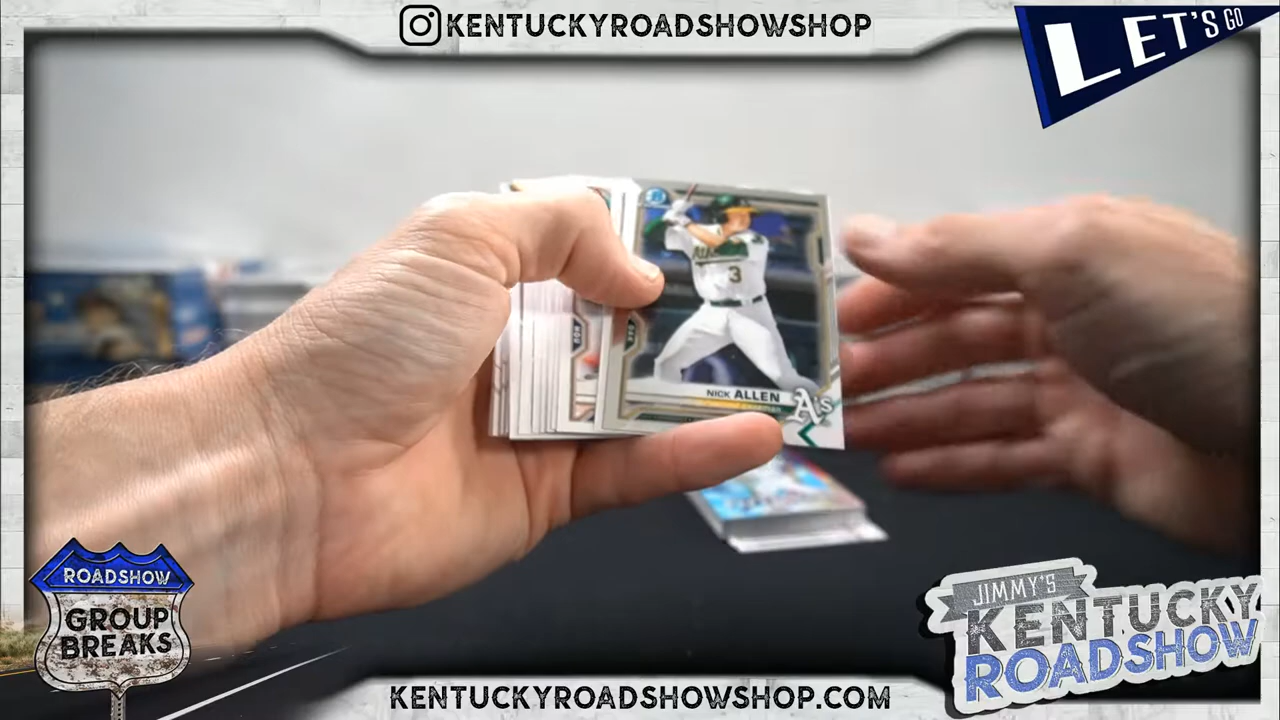 KENTUCKYROADSHOWSHOP
LET'S GO
3
NICK ALLEN
A's
ROADSHOW
GROUP
BREAKS
JIMMY'S
KENTUCKY
ROADSHOW
KENTUCKYROADSHOWSHOP.COM